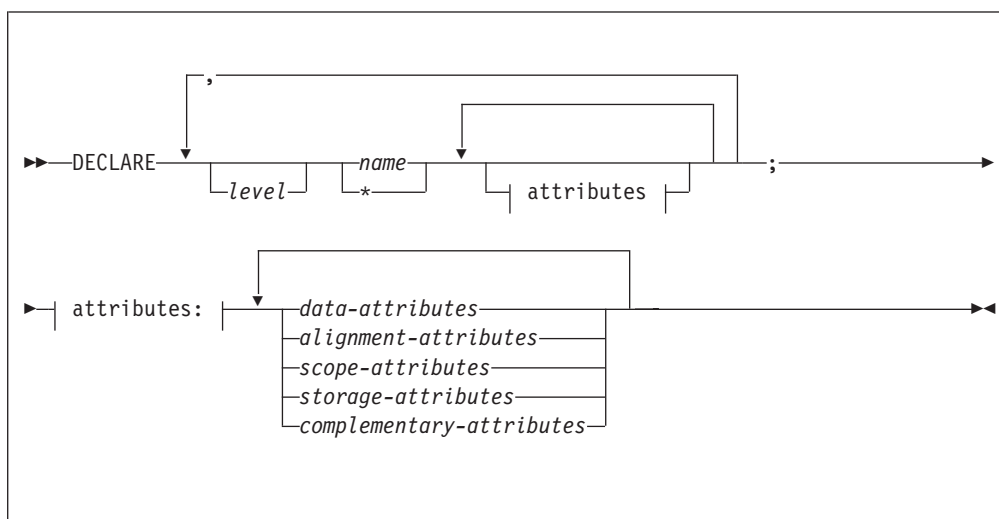 ,
►►—DECLARE level name attributes ;
*
attributes: data-attributes
alignment-attributes
scope-attributes
storage-attributes
complementary-attributes